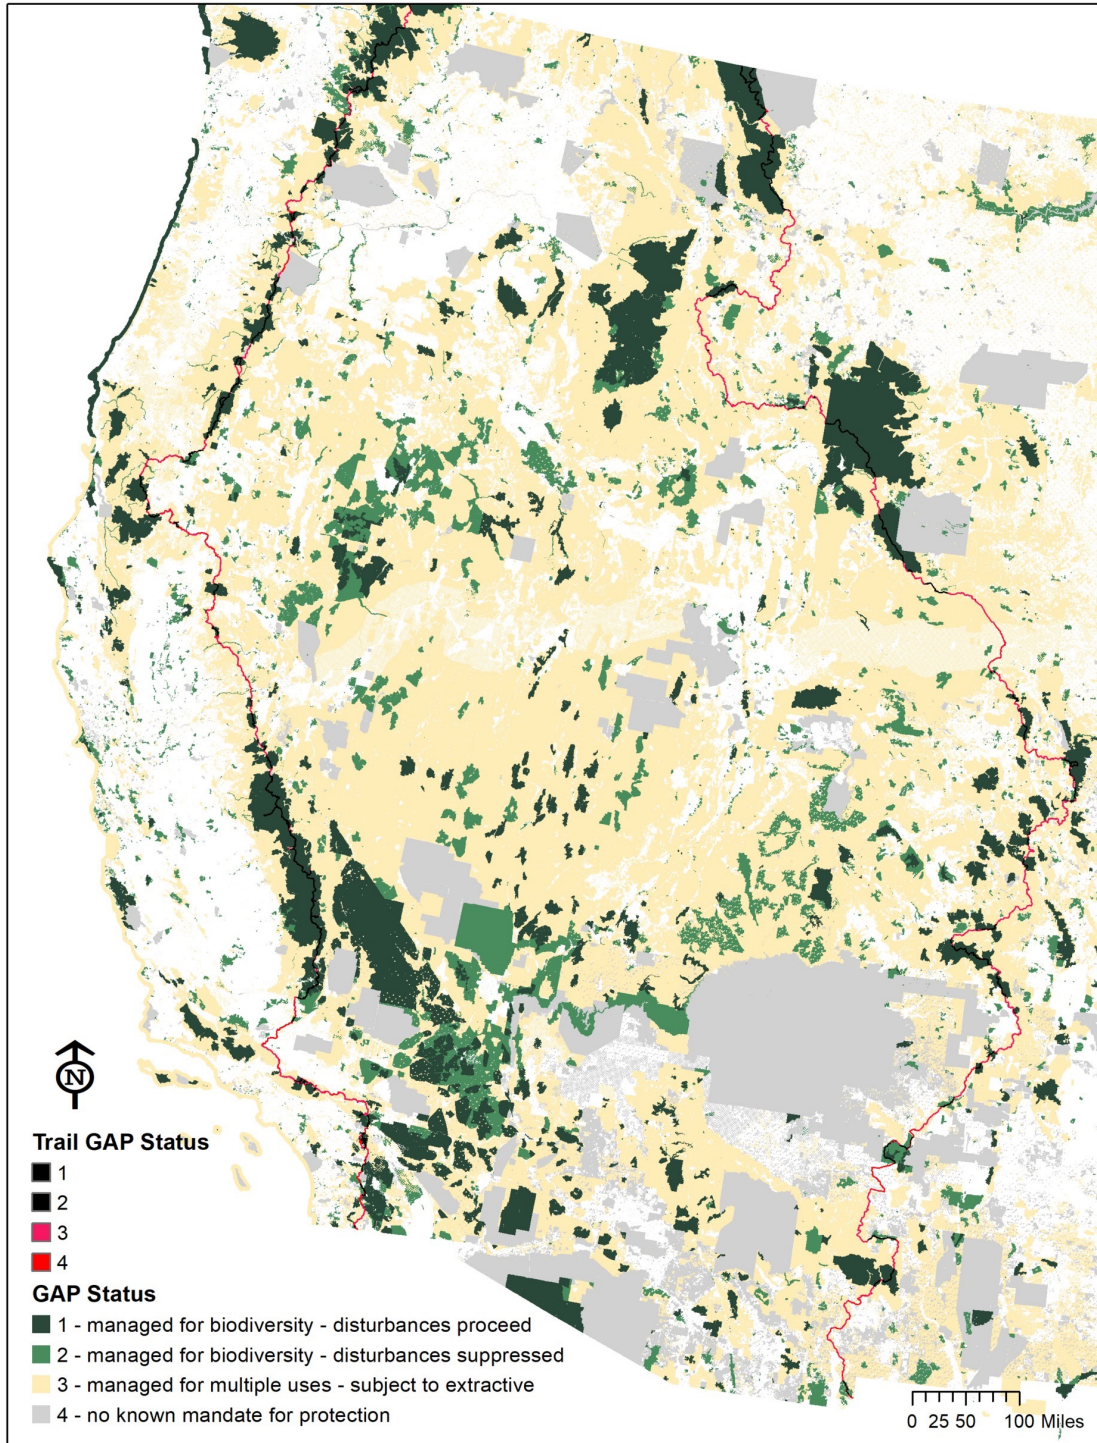 N
Trail GAP Status
1
2
3
4
GAP Status
1 - managed for biodiversity - disturbances proceed
2 - managed for biodiversity - disturbances suppressed
3 - managed for multiple uses - subject to extractive
4 - no known mandate for protection
0 25 50 100 Miles